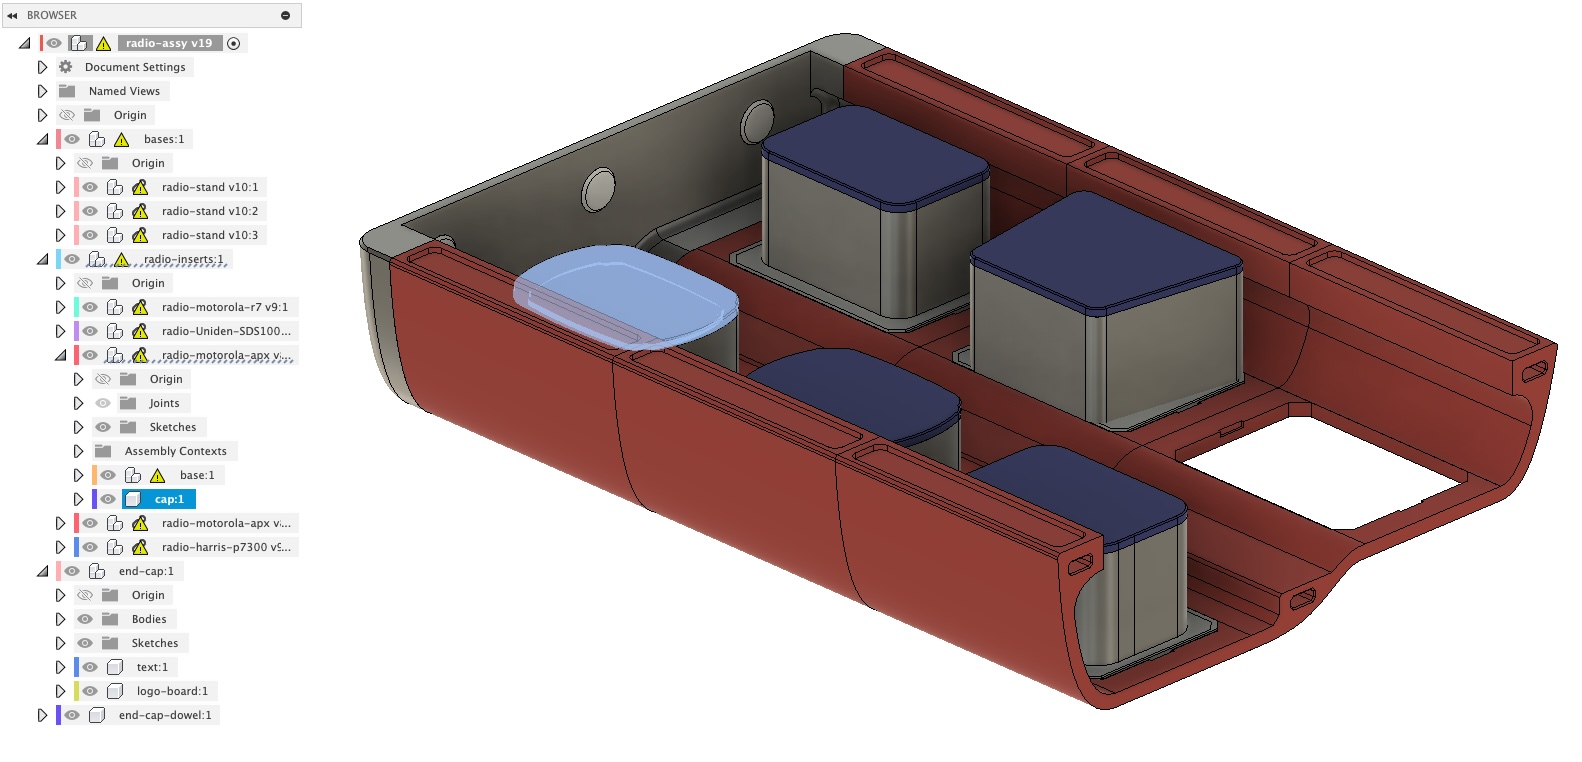 BROWSER
radio-assy v19
Document Settings
Named Views
Origin
bases:1
Origin
radio-stand v10:1
radio-stand v10:2
radio-stand v10:3
radio-inserts:1
Origin
radio-motorola-r7 v9:1
radio-Uniden-SDS100...
radio-motorola-apx v...
Origin
Joints
Sketches
Assembly Contexts
base:1
cap:1
radio-motorola-apx v...
radio-harris-p7300 v9...
end-cap:1
Origin
Bodies
Sketches
text:1
logo-board:1
end-cap-dowel:1